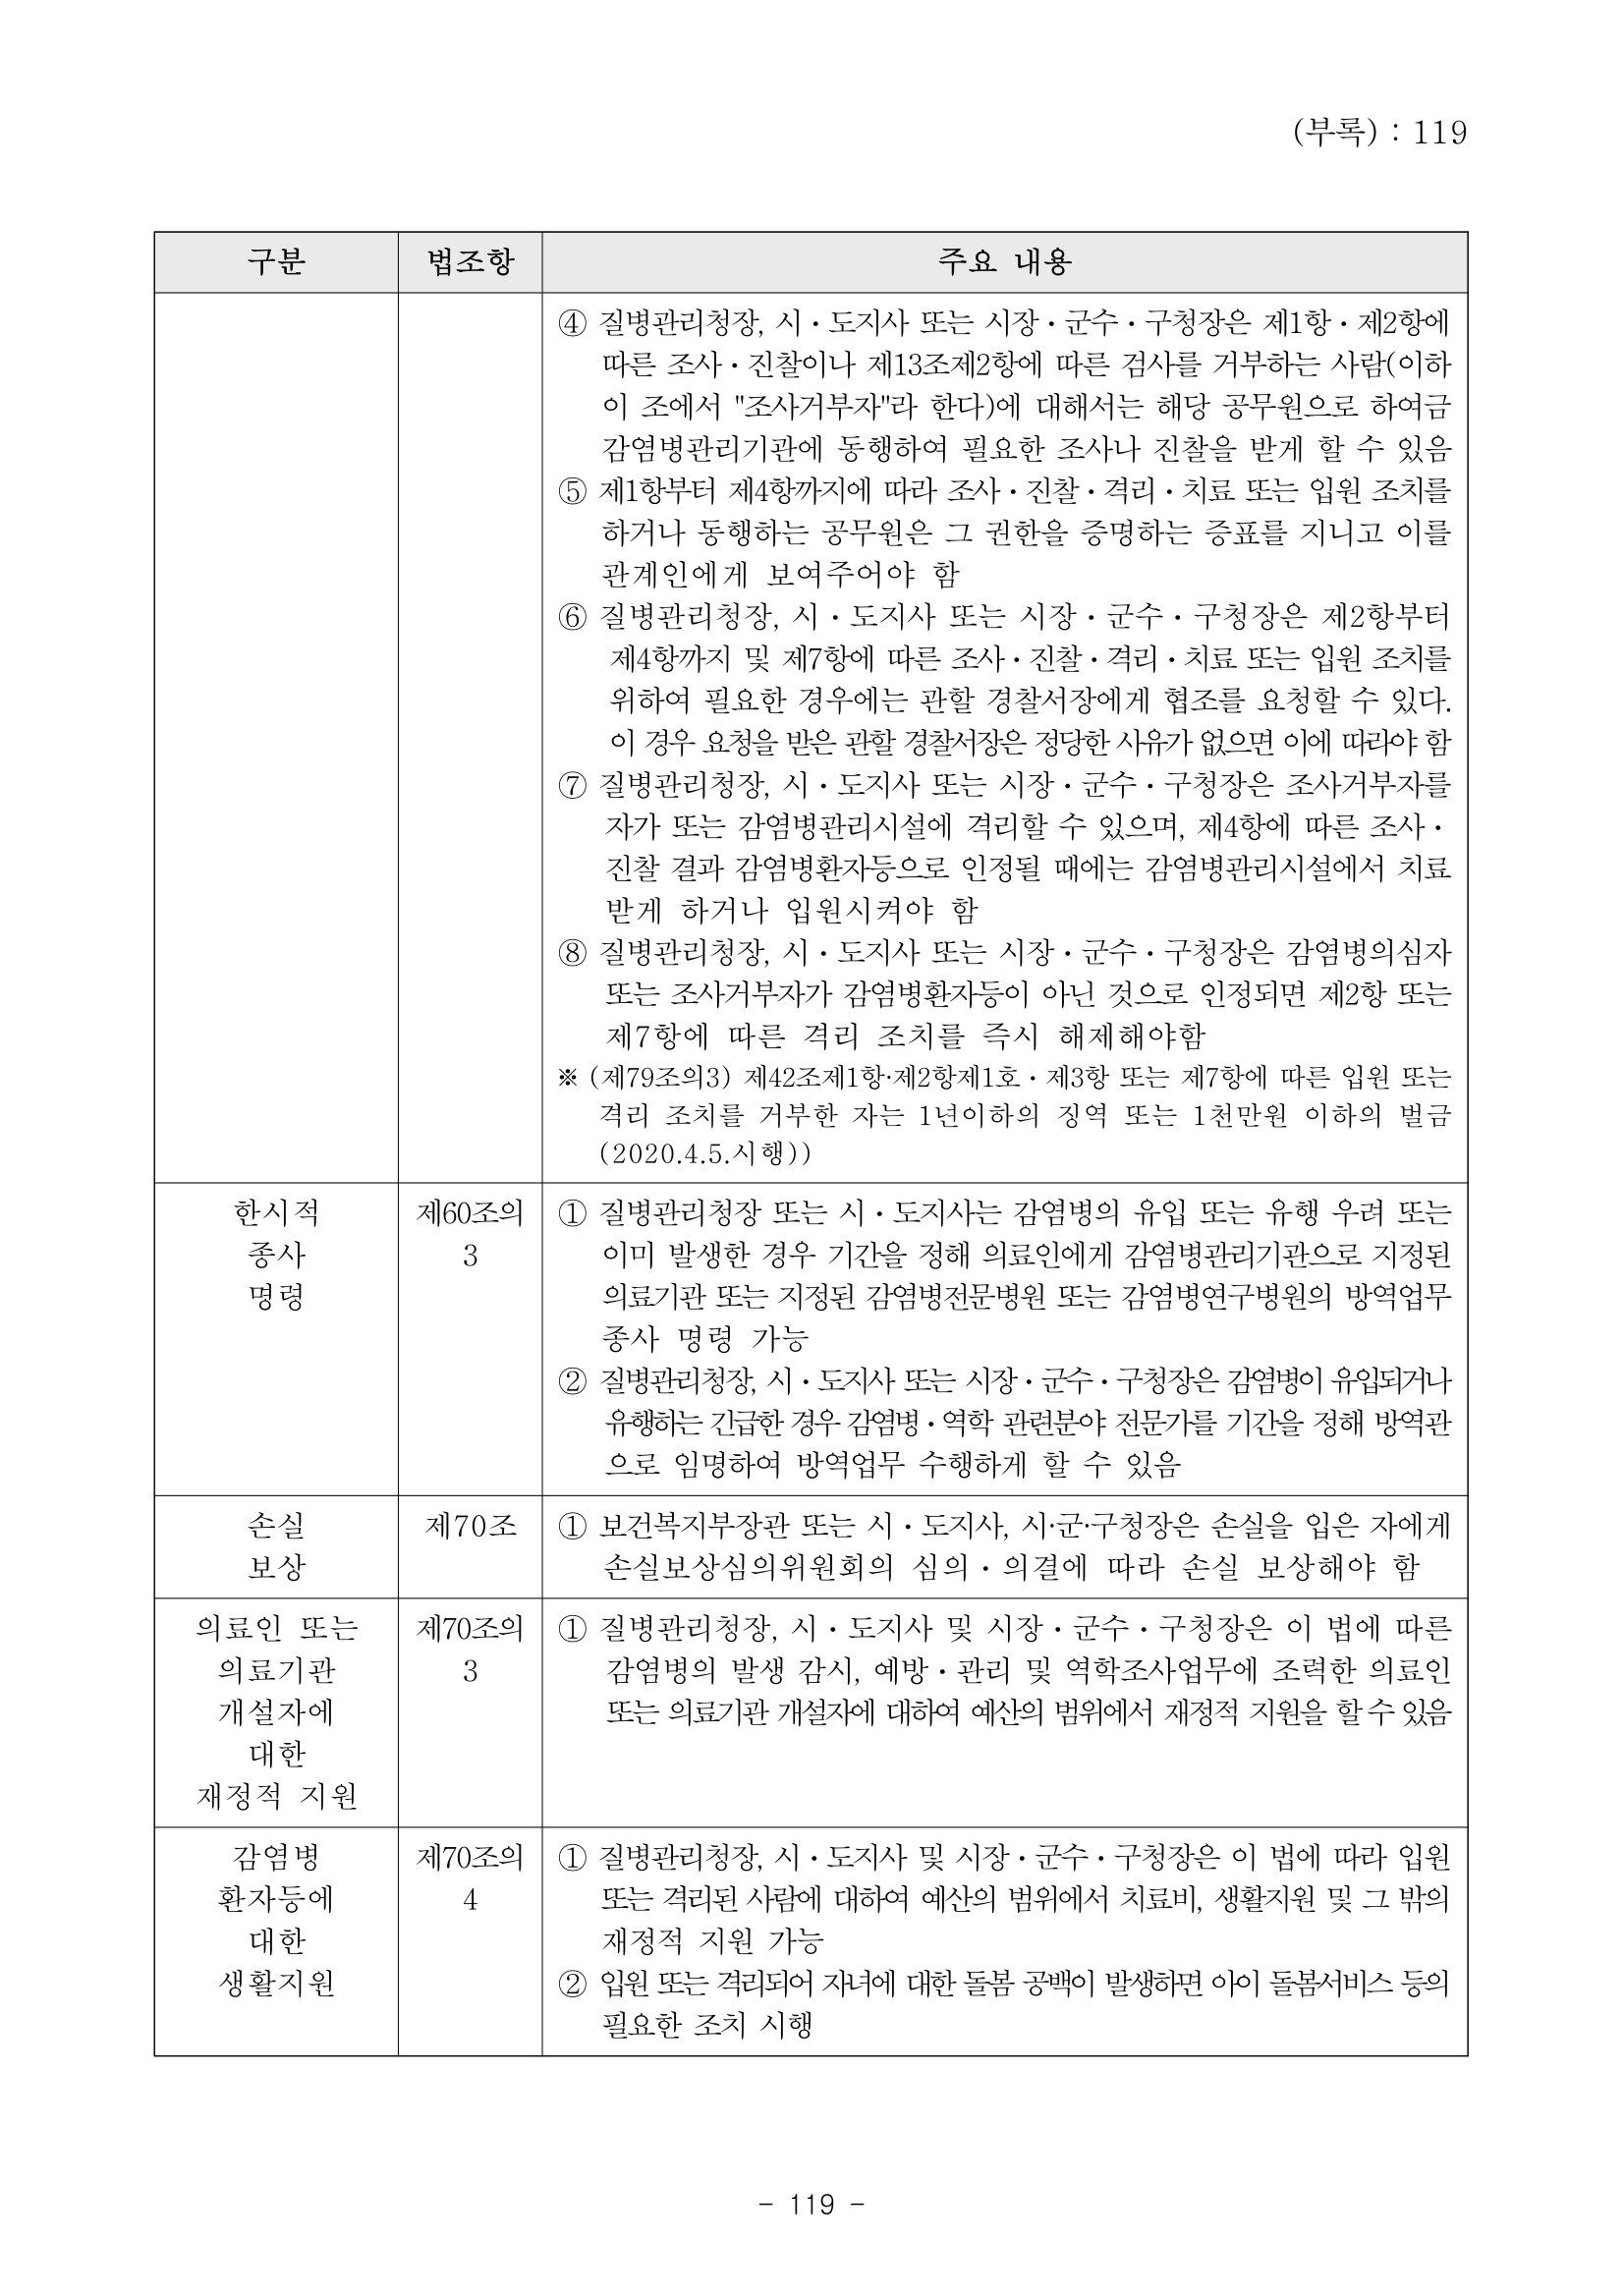 (부록) : 119
구분 법조항 주요 내용
④ 질병관리청장, 시・도지사 또는 시장・군수・구청장은 제1항・제2항에
따른 조사・진찰이나 제13조제2항에 따른 검사를 거부하는 사람(이하
이 조에서 "조사거부자"라 한다)에 대해서는 해당 공무원으로 하여금
감염병관리기관에 동행하여 필요한 조사나 진찰을 받게 할 수 있음
⑤ 제1항부터 제4항까지에 따라 조사・진찰・격리・치료 또는 입원 조치를
하거나 동행하는 공무원은 그 권한을 증명하는 증표를 지니고 이를
관계인에게 보여주어야 함
⑥ 질병관리청장, 시・도지사 또는 시장・군수・구청장은 제2항부터
제4항까지 및 제7항에 따른 조사・진찰・격리・치료 또는 입원 조치를
위하여 필요한 경우에는 관할 경찰서장에게 협조를 요청할 수 있다.
이 경우 요청을 받은 관할 경찰서장은 정당한 사유가 없으면 이에 따라야 함
⑦ 질병관리청장, 시・도지사 또는 시장・군수・구청장은 조사거부자를
자가 또는 감염병관리시설에 격리할 수 있으며, 제4항에 따른 조사・
진찰 결과 감염병환자등으로 인정될 때에는 감염병관리시설에서 치료
받게 하거나 입원시켜야 함
⑧ 질병관리청장, 시・도지사 또는 시장・군수・구청장은 감염병의심자
또는 조사거부자가 감염병환자등이 아닌 것으로 인정되면 제2항 또는
제7항에 따른 격리 조치를 즉시 해제해야함
※ (제79조의3) 제42조제1항·제2항제1호・제3항 또는 제7항에 따른 입원 또는
격리 조치를 거부한 자는 1년이하의 징역 또는 1천만원 이하의 벌금
(2020.4.5.시행))
한시적
종사
명령
제60조의
3
① 질병관리청장 또는 시・도지사는 감염병의 유입 또는 유행 우려 또는
이미 발생한 경우 기간을 정해 의료인에게 감염병관리기관으로 지정된
의료기관 또는 지정된 감염병전문병원 또는 감염병연구병원의 방역업무
종사 명령 가능
② 질병관리청장, 시・도지사 또는 시장・군수・구청장은 감염병이 유입되거나
유행하는 긴급한 경우 감염병・역학 관련분야 전문가를 기간을 정해 방역관
으로 임명하여 방역업무 수행하게 할 수 있음
손실
보상
제70조
① 보건복지부장관 또는 시・도지사, 시·군·구청장은 손실을 입은 자에게
손실보상심의위원회의 심의・의결에 따라 손실 보상해야 함
의료인 또는
의료기관
개설자에
대한
재정적 지원
제70조의
3
① 질병관리청장, 시・도지사 및 시장・군수・구청장은 이 법에 따른
감염병의 발생 감시, 예방・관리 및 역학조사업무에 조력한 의료인
또는 의료기관 개설자에 대하여 예산의 범위에서 재정적 지원을 할 수 있음
감염병
환자등에
대한
생활지원
제70조의
4
① 질병관리청장, 시・도지사 및 시장・군수・구청장은 이 법에 따라 입원
또는 격리된 사람에 대하여 예산의 범위에서 치료비, 생활지원 및 그 밖의
재정적 지원 가능
② 입원 또는 격리되어 자녀에 대한 돌봄 공백이 발생하면 아이 돌봄서비스 등의
필요한 조치 시행
- 119 -